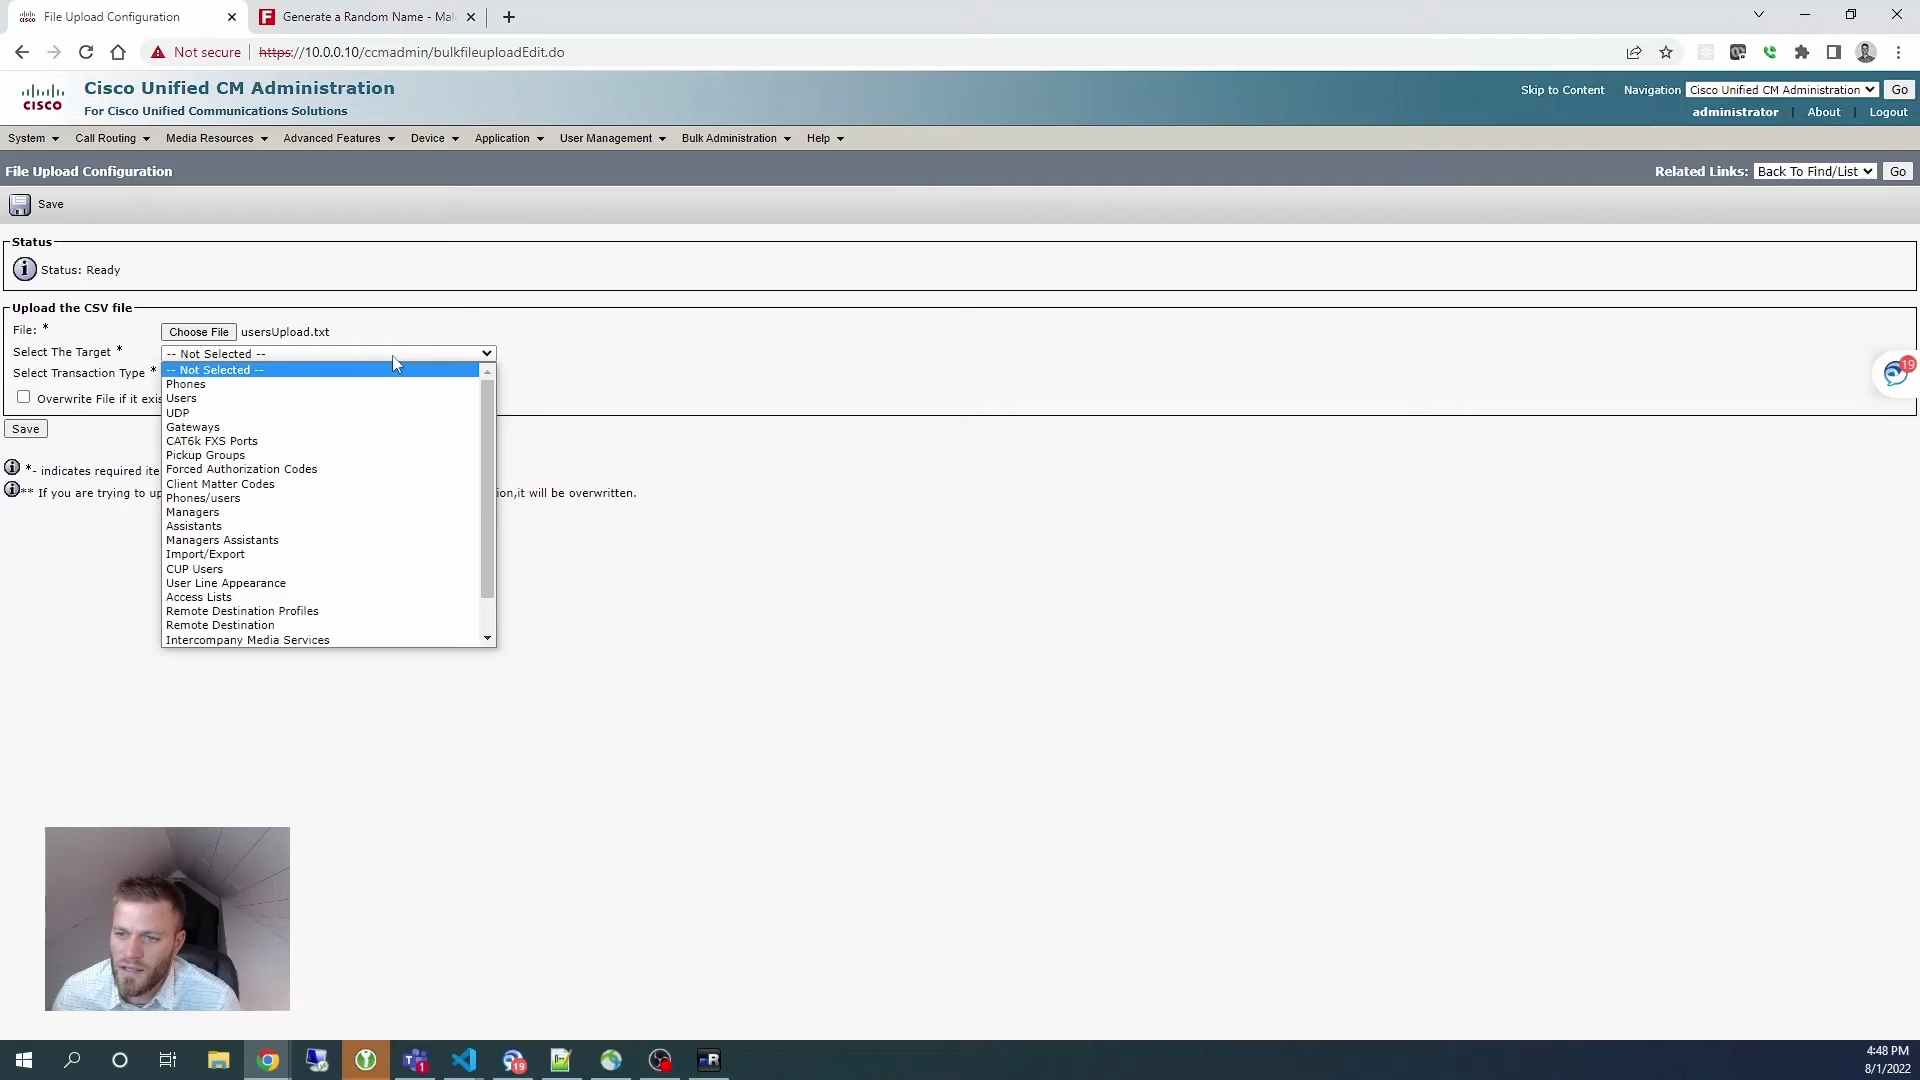 File Upload Configuration
Generate a Random Name - Mak
Not secure
https://10.0.0.10/ccmadmin/bulkfileuploadEdit.do
Cisco Unified CM Administration
For Cisco Unified Communications Solutions
CISCO
Skip to Content
Navigation Cisco Unified CM Administration Go
administrator | About | Logout
System Call Routing Media Resources Advanced Features Device Application User Management Bulk Administration Help
File Upload Configuration
Related Links: Back To Find/List Go
Save
Status
Status: Ready
Upload the CSV file
File: * Choose File usersUpload.txt
Select The Target * -- Not Selected --
Select Transaction Type *
Overwrite File if it exis
-- Not Selected --
Phones
Users
UDP
Gateways
CAT6k FXS Ports
Pickup Groups
Forced Authorization Codes
Client Matter Codes
Phones/users
Managers
Assistants
Managers Assistants
Import/Export
CUP Users
User Line Appearance
Access Lists
Remote Destination Profiles
Remote Destination
Intercompany Media Services
Save
*- indicates required ite
** If you are trying to up
ion,it will be overwritten.
19
1
19
4:48 PM
8/1/2022